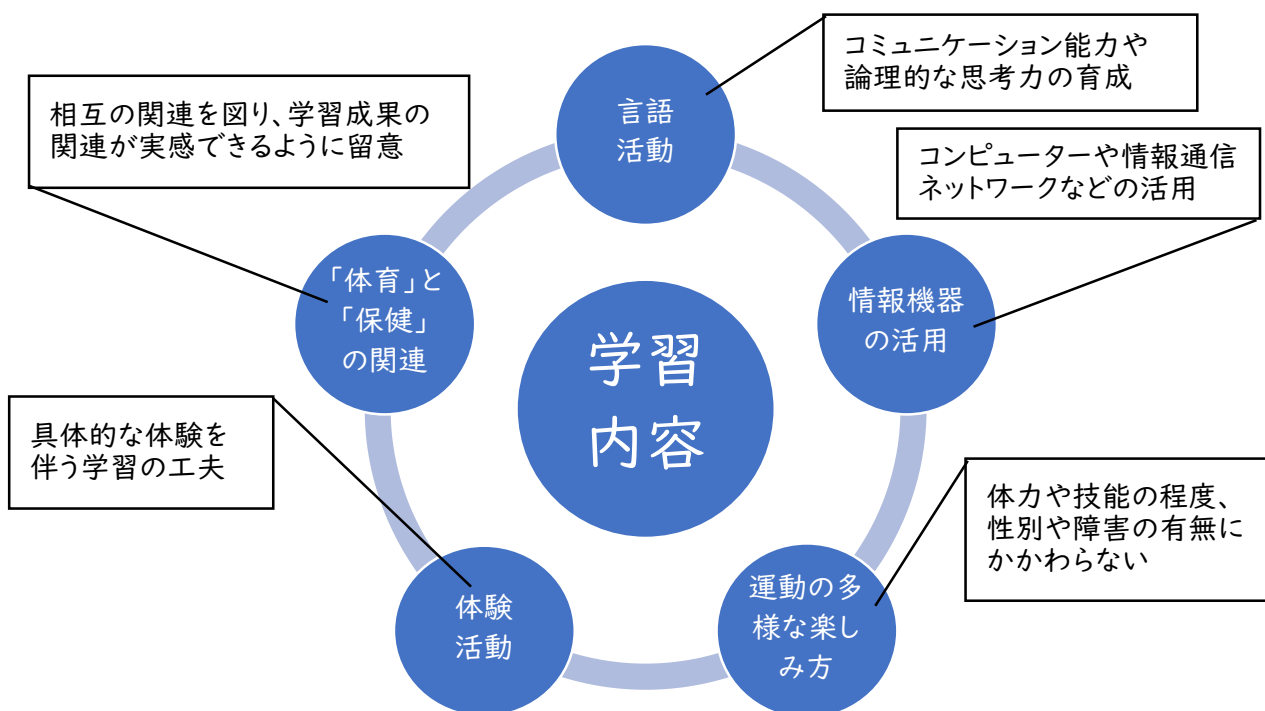 コミュニケーション能力や
論理的な思考力の育成
言語
活動
相互の関連を図り、学習成果の
関連が実感できるように留意
コンピューターや情報通信
ネットワークなどの活用
「体育」と
「保健」
の関連
情報機器
の活用
学習
内容
具体的な体験を
伴う学習の工夫
体力や技能の程度、
性別や障害の有無に
かかわらない
体験
活動
運動の多
様な楽し
み方